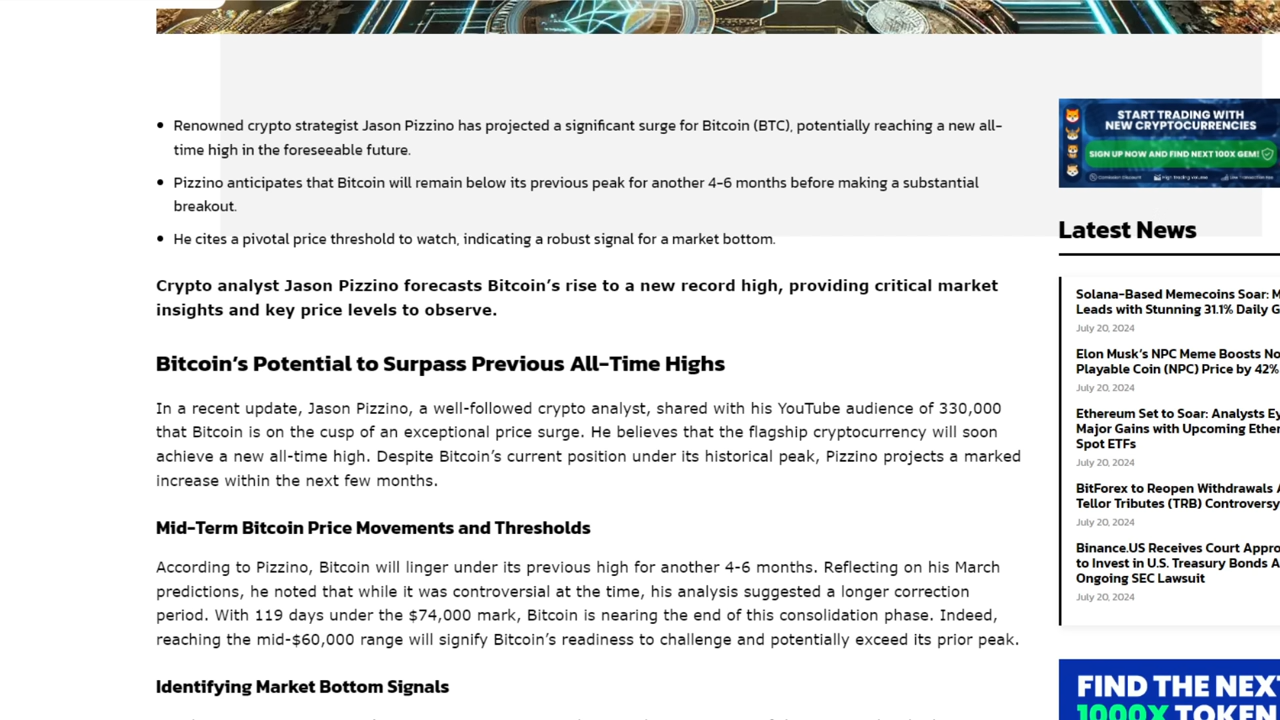 Renowned crypto strategist Jason Pizzino has projected a significant surge for Bitcoin (BTC), potentially reaching a new all-
time high in the foreseeable future.
Pizzino anticipates that Bitcoin will remain below its previous peak for another 4-6 months before making a substantial
breakout.
He cites a pivotal price threshold to watch, indicating a robust signal for a market bottom.
Crypto analyst Jason Pizzino forecasts Bitcoin’s rise to a new record high, providing critical market
insights and key price levels to observe.
Bitcoin’s Potential to Surpass Previous All-Time Highs
In a recent update, Jason Pizzino, a well-followed crypto analyst, shared with his YouTube audience of 330,000
that Bitcoin is on the cusp of an exceptional price surge. He believes that the flagship cryptocurrency will soon
achieve a new all-time high. Despite Bitcoin’s current position under its historical peak, Pizzino projects a marked
increase within the next few months.
Mid-Term Bitcoin Price Movements and Thresholds
According to Pizzino, Bitcoin will linger under its previous high for another 4-6 months. Reflecting on his March
predictions, he noted that while it was controversial at the time, his analysis suggested a longer correction
period. With 119 days under the $74,000 mark, Bitcoin is nearing the end of this consolidation phase. Indeed,
reaching the mid-$60,000 range will signify Bitcoin’s readiness to challenge and potentially exceed its prior peak.
Identifying Market Bottom Signals
START TRADING WITH
NEW CRYPTOCURRENCIES
SIGN UP NOW AND FIND NEXT 100X GEM!
Latest News
Solana-Based Memecoins Soar:
Leads with Stunning 31.1% Daily
July 20, 2024
Elon Musk’s NPC Meme Boosts
Playable Coin (NPC) Price by 42%
July 20, 2024
Ethereum Set to Soar: Analysts
Major Gains with Upcoming
Spot ETFs
July 20, 2024
BitForex to Reopen Withdrawals
Tellor Tributes (TRB) Controversy
July 20, 2024
Binance.US Receives Court
to Invest in U.S. Treasury Bonds
Ongoing SEC Lawsuit
July 20, 2024
FIND THE
1000X TOKEN